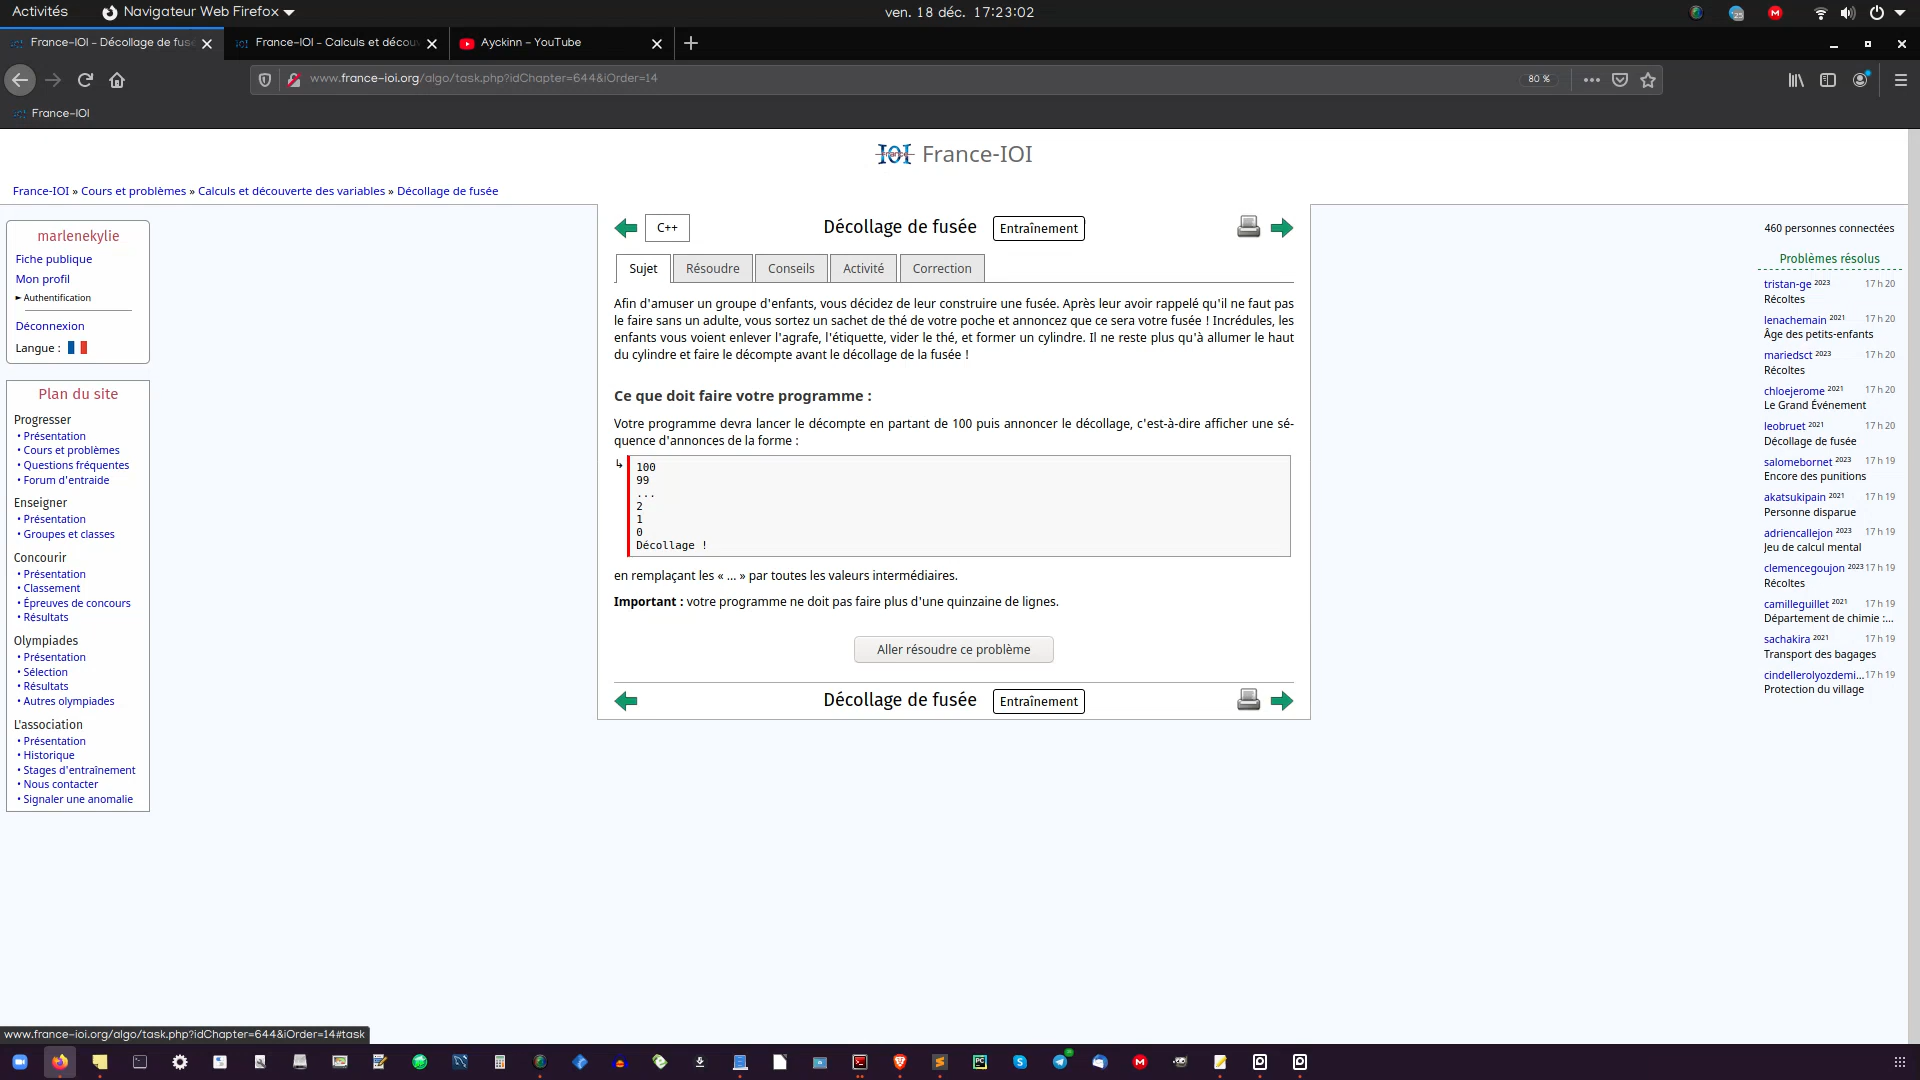 Activités
Navigateur Web Firefox
ven. 18 déc. 17:23:02
France-IOI - Décollage de fusé
France-IOI - Calculs et découv
Ayckinn - YouTube
www.france-ioi.org/algo/task.php?idChapter=644&iOrder=14
80 %
France-IOI
France-IOI
France-IOI » Cours et problèmes » Calculs et découverte des variables » Décollage de fusée
marlenekylie
Fiche publique
Mon profil
► Authentification
Déconnexion
Langue :
Plan du site
Progresser
• Présentation
• Cours et problèmes
• Questions fréquentes
• Forum d'entraide
Enseigner
• Présentation
• Groupes et classes
Concourir
• Présentation
• Classement
• Épreuves de concours
• Résultats
Olympiades
• Présentation
• Sélection
• Résultats
• Autres olympiades
L'association
• Présentation
• Historique
• Stages d'entraînement
• Nous contacter
• Signaler une anomalie
C++
Décollage de fusée
Entraînement
Sujet
Résoudre
Conseils
Activité
Correction
Afin d'amuser un groupe d'enfants, vous décidez de leur construire une fusée. Après leur avoir rappelé qu'il ne faut pas
le faire sans un adulte, vous sortez un sachet de thé de votre poche et annoncez que ce sera votre fusée ! Incrédules, les
enfants vous voient enlever l'agrafe, l'étiquette, vider le thé, et former un cylindre. Il ne reste plus qu'à allumer le haut
du cylindre et faire le décompte avant le décollage de la fusée !
Ce que doit faire votre programme :
Votre programme devra lancer le décompte en partant de 100 puis annoncer le décollage, c'est-à-dire afficher une sé-
quence d'annonces de la forme :
↳
100
99
...
2
1
0
Décollage !
en remplaçant les « ... » par toutes les valeurs intermédiaires.
Important : votre programme ne doit pas faire plus d'une quinzaine de lignes.
Aller résoudre ce problème
Décollage de fusée
Entraînement
460 personnes connectées
Problèmes résolus
tristan-ge 2023 17 h 20
Récoltes
lenachemain 2021 17 h 20
Âge des petits-enfants
mariedsct 2023 17 h 20
Récoltes
chloejerome 2021 17 h 20
Le Grand Événement
leobruet 2021 17 h 20
Décollage de fusée
salomebornet 2023 17 h 19
Encore des punitions
akatsukipain 2021 17 h 19
Personne disparue
adriencallejon 2023 17 h 19
Jeu de calcul mental
clemencegoujon 2023 17 h 19
Récoltes
camilleguillet 2021 17 h 19
Département de chimie :...
sachakira 2021 17 h 19
Transport des bagages
cindellerolyozdemi... 17 h 19
Protection du village
www.france-ioi.org/algo/task.php?idChapter=644&iOrder=14#task